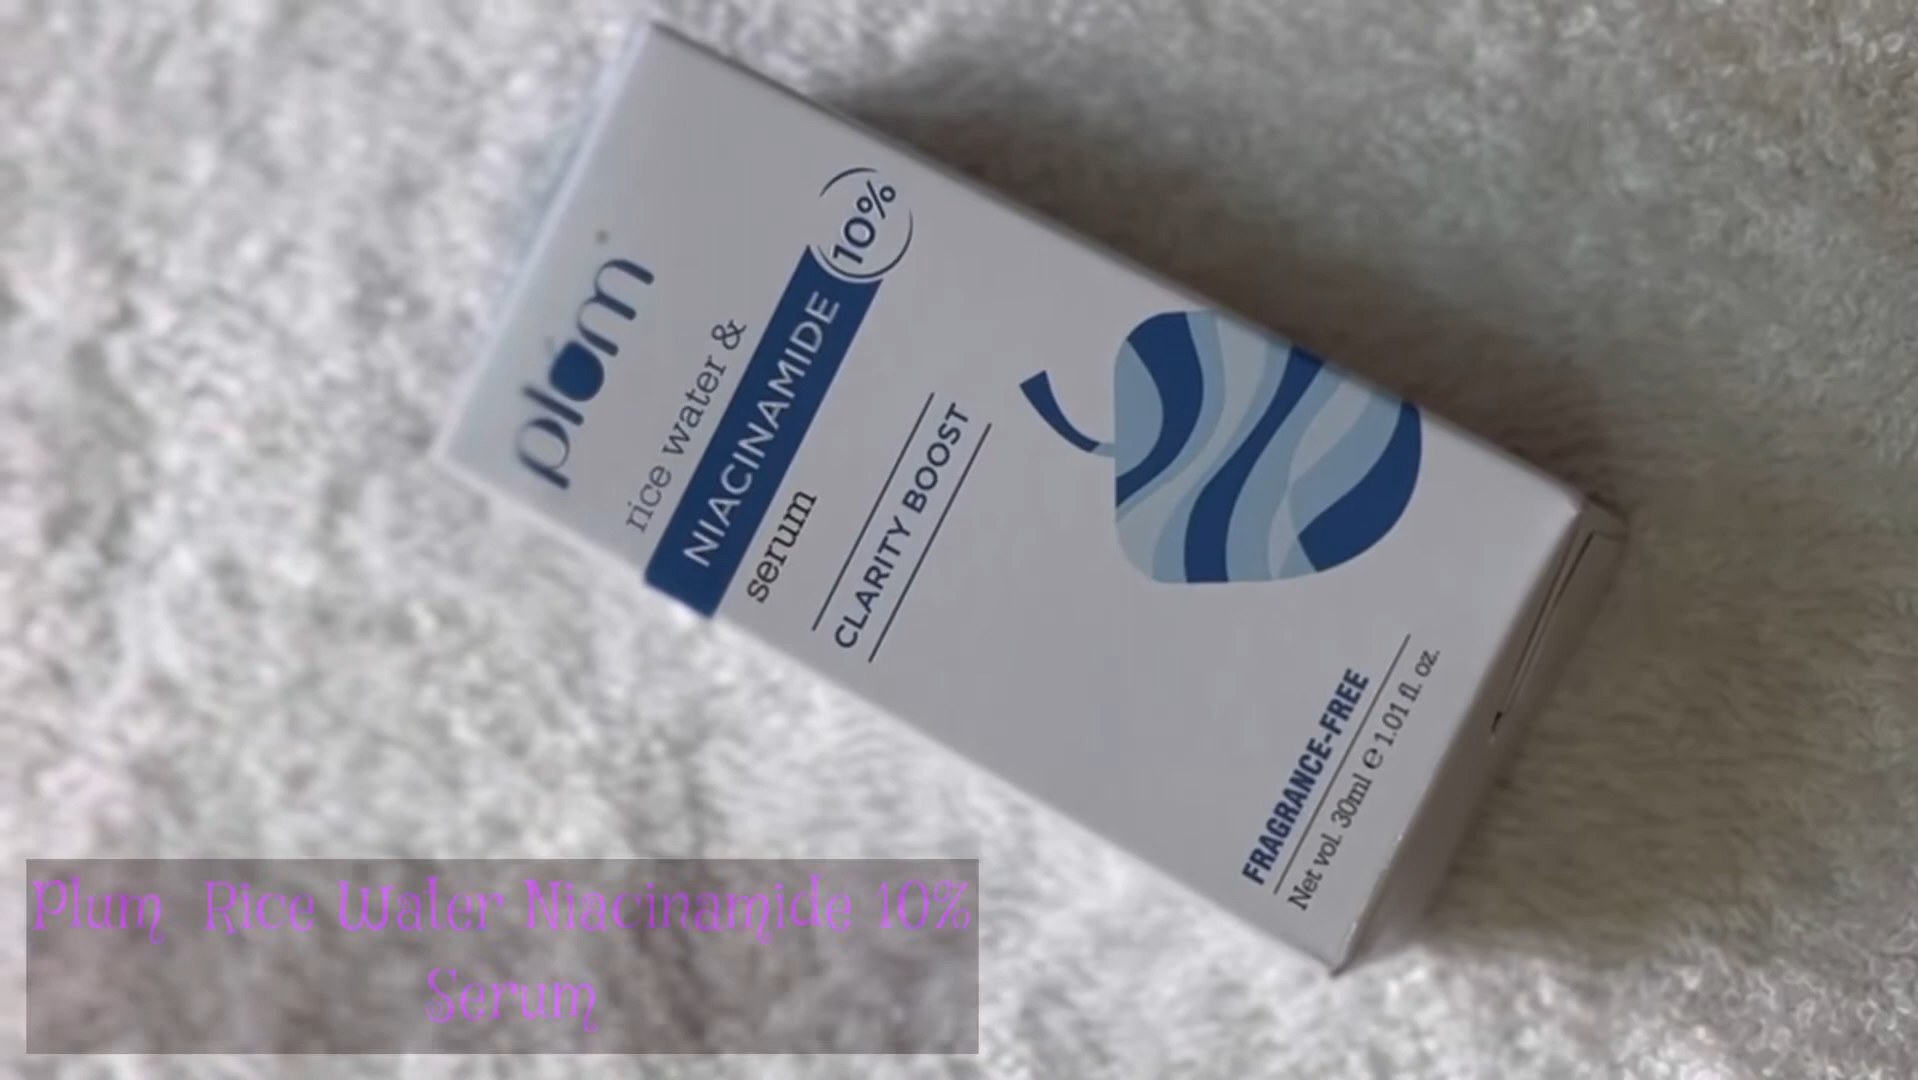 plum
rice water &
NIACINAMIDE 10%
serum
CLARITY BOOST
FRAGRANCE-FREE
Net vol. 30ml ℮ 1.01 fl. oz.
Plum Rice Water Niacinamide 10%
Serum